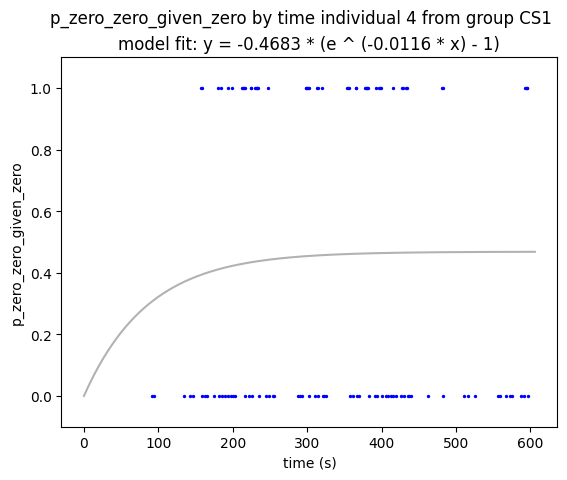 p_zero_zero_given_zero by time individual 4 from group CS1
model fit: y = -0.4683 * (e ^ (-0.0116 * x) - 1)
1.0
0.8
0.6
0.4
0.2
0.0
p_zero_zero_given_zero
0 100 200 300 400 500 600
time (s)